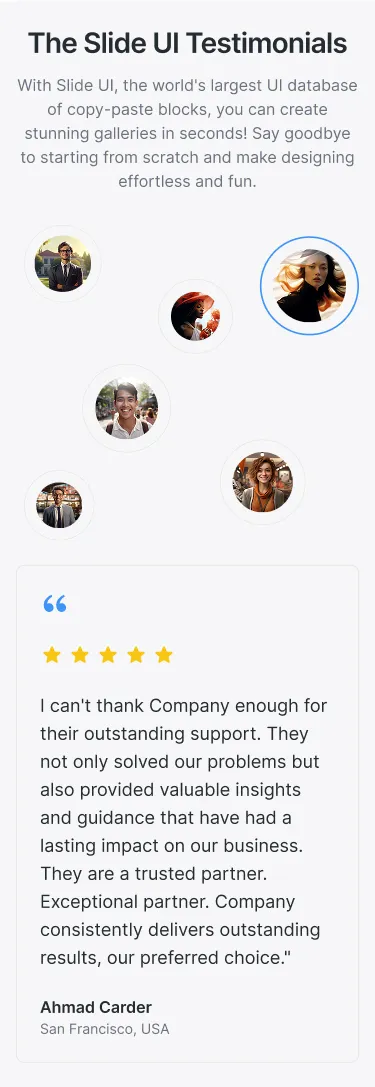 The Slide UI Testimonials
With Slide UI, the world's largest UI database
of copy-paste blocks, you can create
stunning galleries in seconds! Say goodbye
to starting from scratch and make designing
effortless and fun.
“
I can't thank Company enough for
their outstanding support. They
not only solved our problems but
also provided valuable insights
and guidance that have had a
lasting impact on our business.
They are a trusted partner.
Exceptional partner. Company
consistently delivers outstanding
results, our preferred choice."
Ahmad Carder
San Francisco, USA